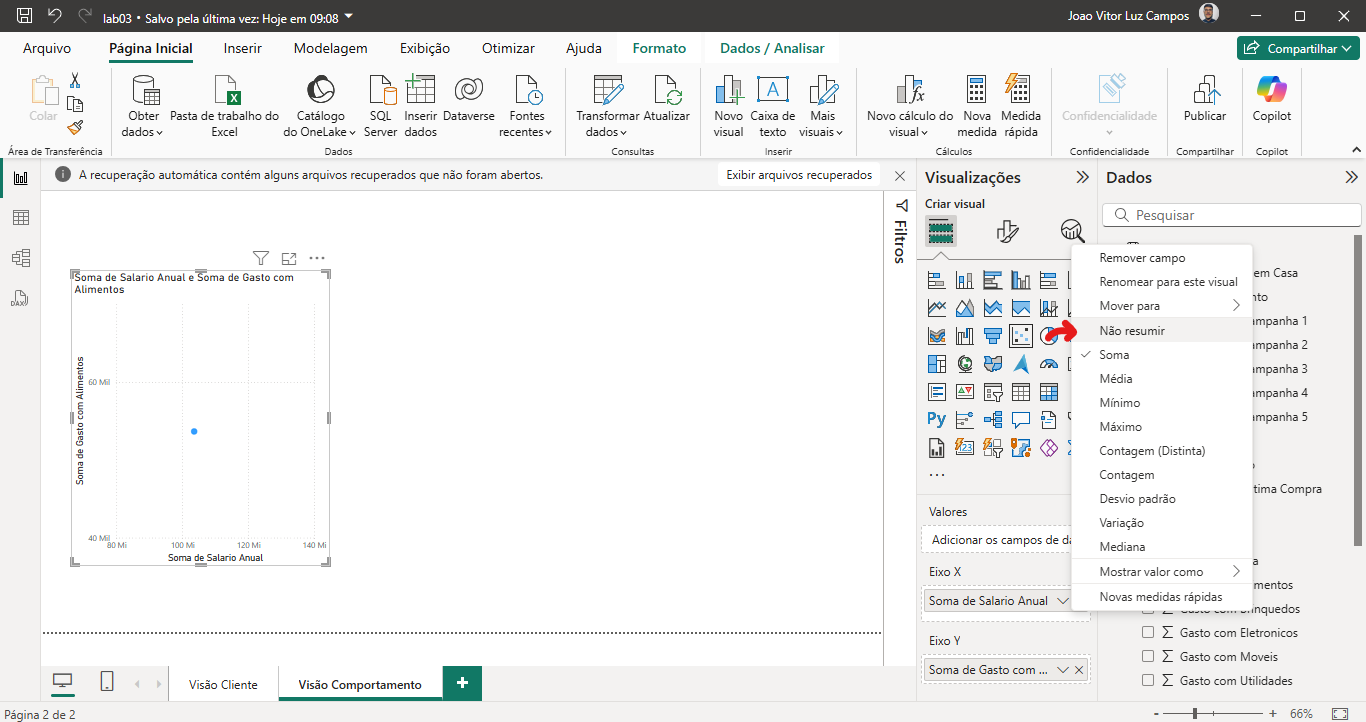 lab03 • Salvo pela última vez: Hoje em 09:08
Joao Vitor Luz Campos
Arquivo
Página Inicial
Inserir
Modelagem
Exibição
Otimizar
Ajuda
Formato
Dados / Analisar
Compartilhar
Colar
Obter dados
Pasta de trabalho do Excel
Catálogo do OneLake
SQL Server
Inserir dados
Dataverse
Fontes recentes
Transformar dados
Atualizar
Novo visual
Caixa de texto
Mais visuais
Novo cálculo do visual
Nova medida
Medida rápida
Confidencialidade
Publicar
Copilot
Área de Transferência
Dados
Consultas
Inserir
Cálculos
Confidencialidade
Compartilhar
Copilot
A recuperação automática contém alguns arquivos recuperados que não foram abertos.
Exibir arquivos recuperados
Filtros
Soma de Salario Anual e Soma de Gasto com
Alimentos
Soma de Gasto com Alimentos
60 Mil
40 Mil
80 Mi
100 Mi
120 Mi
140 Mi
Soma de Salario Anual
Visualizações
Criar visual
Py
123
Valores
Adicionar os campos de da
Eixo X
Soma de Salario Anual
Eixo Y
Soma de Gasto com ...
Remover campo
Renomear para este visual
Mover para
Não resumir
Soma
Média
Mínimo
Máximo
Contagem (Distinta)
Contagem
Desvio padrão
Variação
Mediana
Mostrar valor como
Novas medidas rápidas
Dados
Pesquisar
em Casa
nto
ampanha 1
ampanha 2
ampanha 3
ampanha 4
ampanha 5
tima Compra
a
mentos
Gasto com Brinquedos
Gasto com Eletronicos
Gasto com Moveis
Gasto com Utilidades
DAX
Visão Cliente
Visão Comportamento
Página 2 de 2
66%